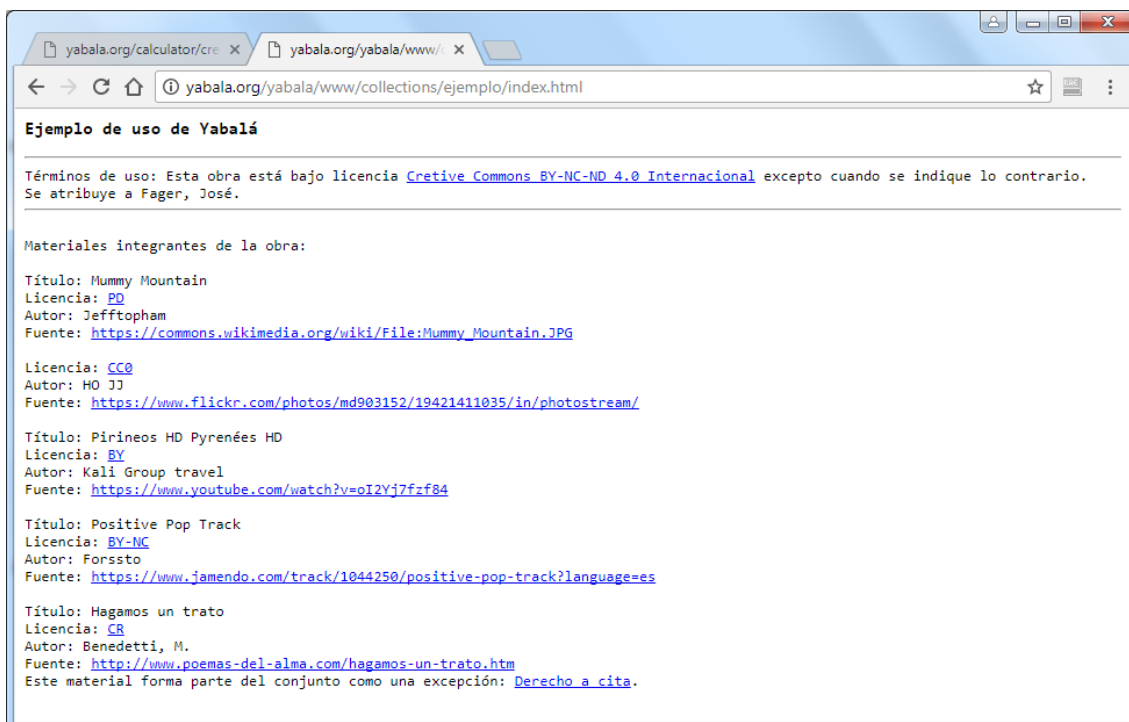 yabala.org/calculator/cre
yabala.org/yabala/www/c
yabala.org/yabala/www/collections/ejemplo/index.html
Ejemplo de uso de Yabalá
Términos de uso: Esta obra está bajo licencia Cretive Commons BY-NC-ND 4.0 Internacional excepto cuando se indique lo contrario.
Se atribuye a Fager, José.
Materiales integrantes de la obra:
Título: Mummy Mountain
Licencia: PD
Autor: Jefftopham
Fuente: https://commons.wikimedia.org/wiki/File:Mummy_Mountain.JPG
Licencia: CC0
Autor: HO JJ
Fuente: https://www.flickr.com/photos/md903152/19421411035/in/photostream/
Título: Pirineos HD Pyrenées HD
Licencia: BY
Autor: Kali Group travel
Fuente: https://www.youtube.com/watch?v=oI2Yj7fzf84
Título: Positive Pop Track
Licencia: BY-NC
Autor: Forssto
Fuente: https://www.jamendo.com/track/1044250/positive-pop-track?language=es
Título: Hagamos un trato
Licencia: CR
Autor: Benedetti, M.
Fuente: http://www.poemas-del-alma.com/hagamos-un-trato.htm
Este material forma parte del conjunto como una excepción: Derecho a cita.